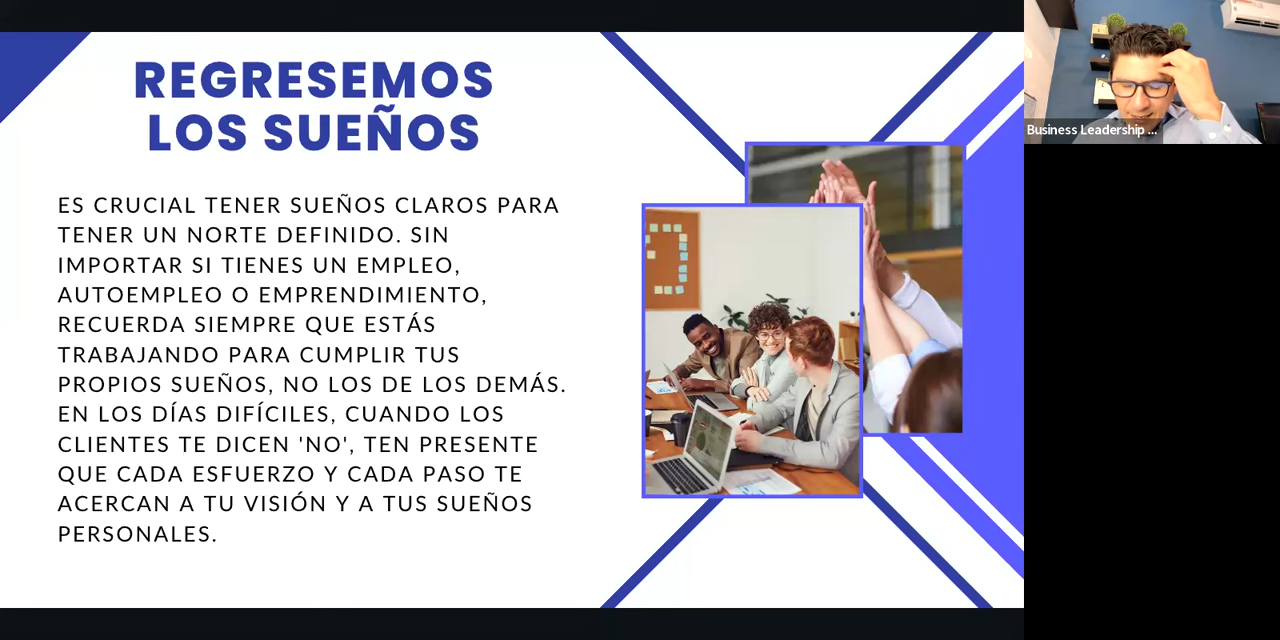 REGRESEMOS
LOS SUEÑOS
ES CRUCIAL TENER SUEÑOS CLAROS PARA
TENER UN NORTE DEFINIDO. SIN
IMPORTAR SI TIENES UN EMPLEO,
AUTOEMPLEO O EMPRENDIMIENTO,
RECUERDA SIEMPRE QUE ESTÁS
TRABAJANDO PARA CUMPLIR TUS
PROPIOS SUEÑOS, NO LOS DE LOS DEMÁS.
EN LOS DÍAS DIFÍCILES, CUANDO LOS
CLIENTES TE DICEN 'NO', TEN PRESENTE
QUE CADA ESFUERZO Y CADA PASO TE
ACERCAN A TU VISIÓN Y A TUS SUEÑOS
PERSONALES.
Business Leadership ...